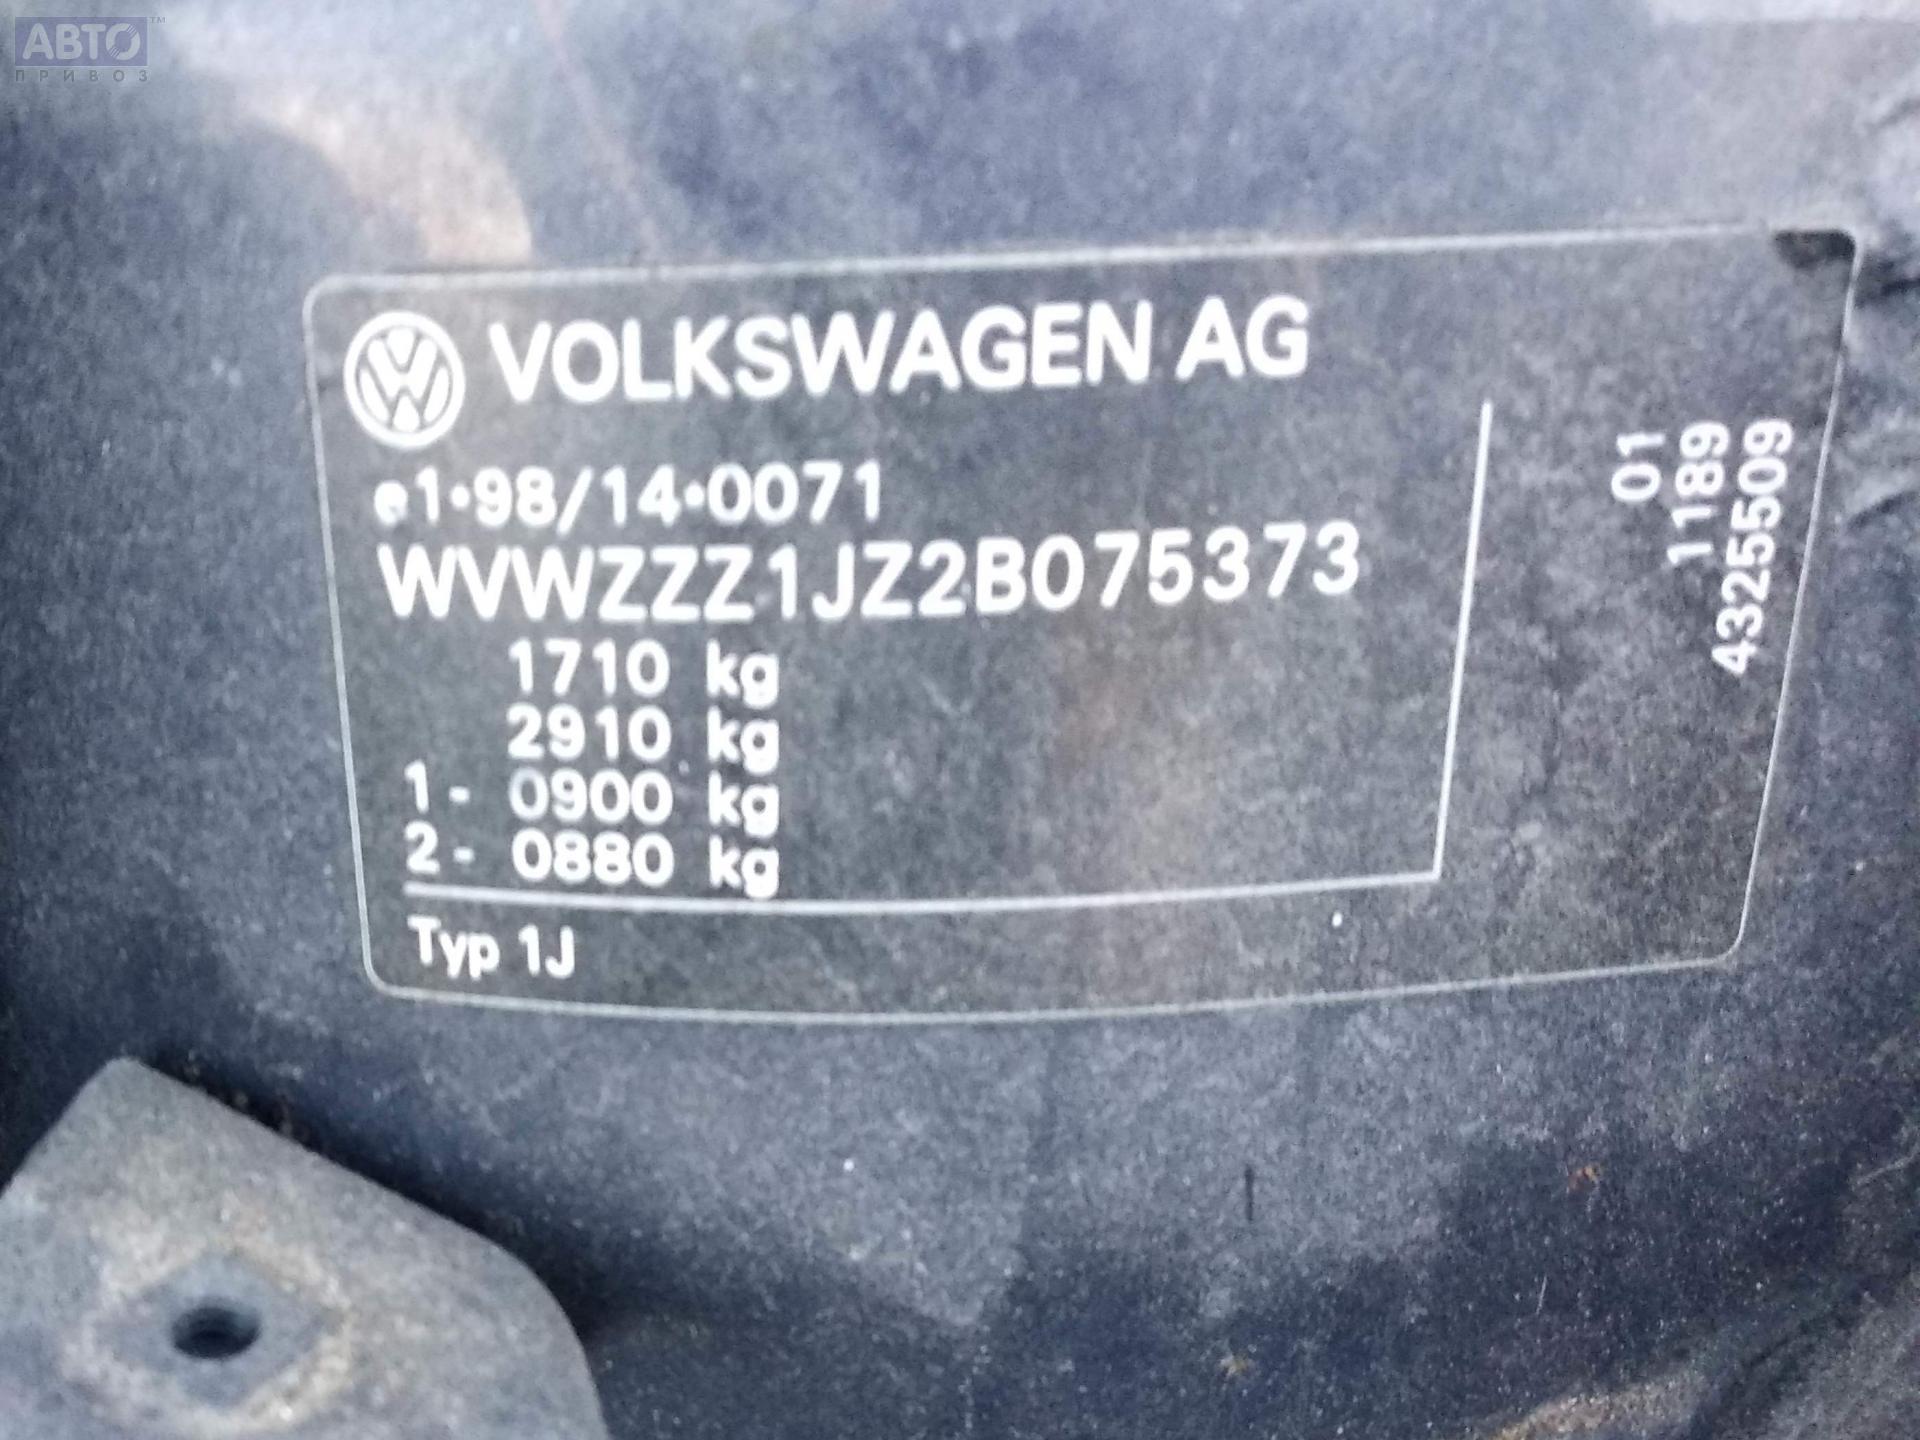 АВТО™
ПРИВОЗ
VOLKSWAGEN AG
e1•98/14•0071
WVWZZZ1JZ2B075373
1710 kg
2910 kg
1- 0900 kg
2- 0880 kg
Typ 1J
01
1189
4325509